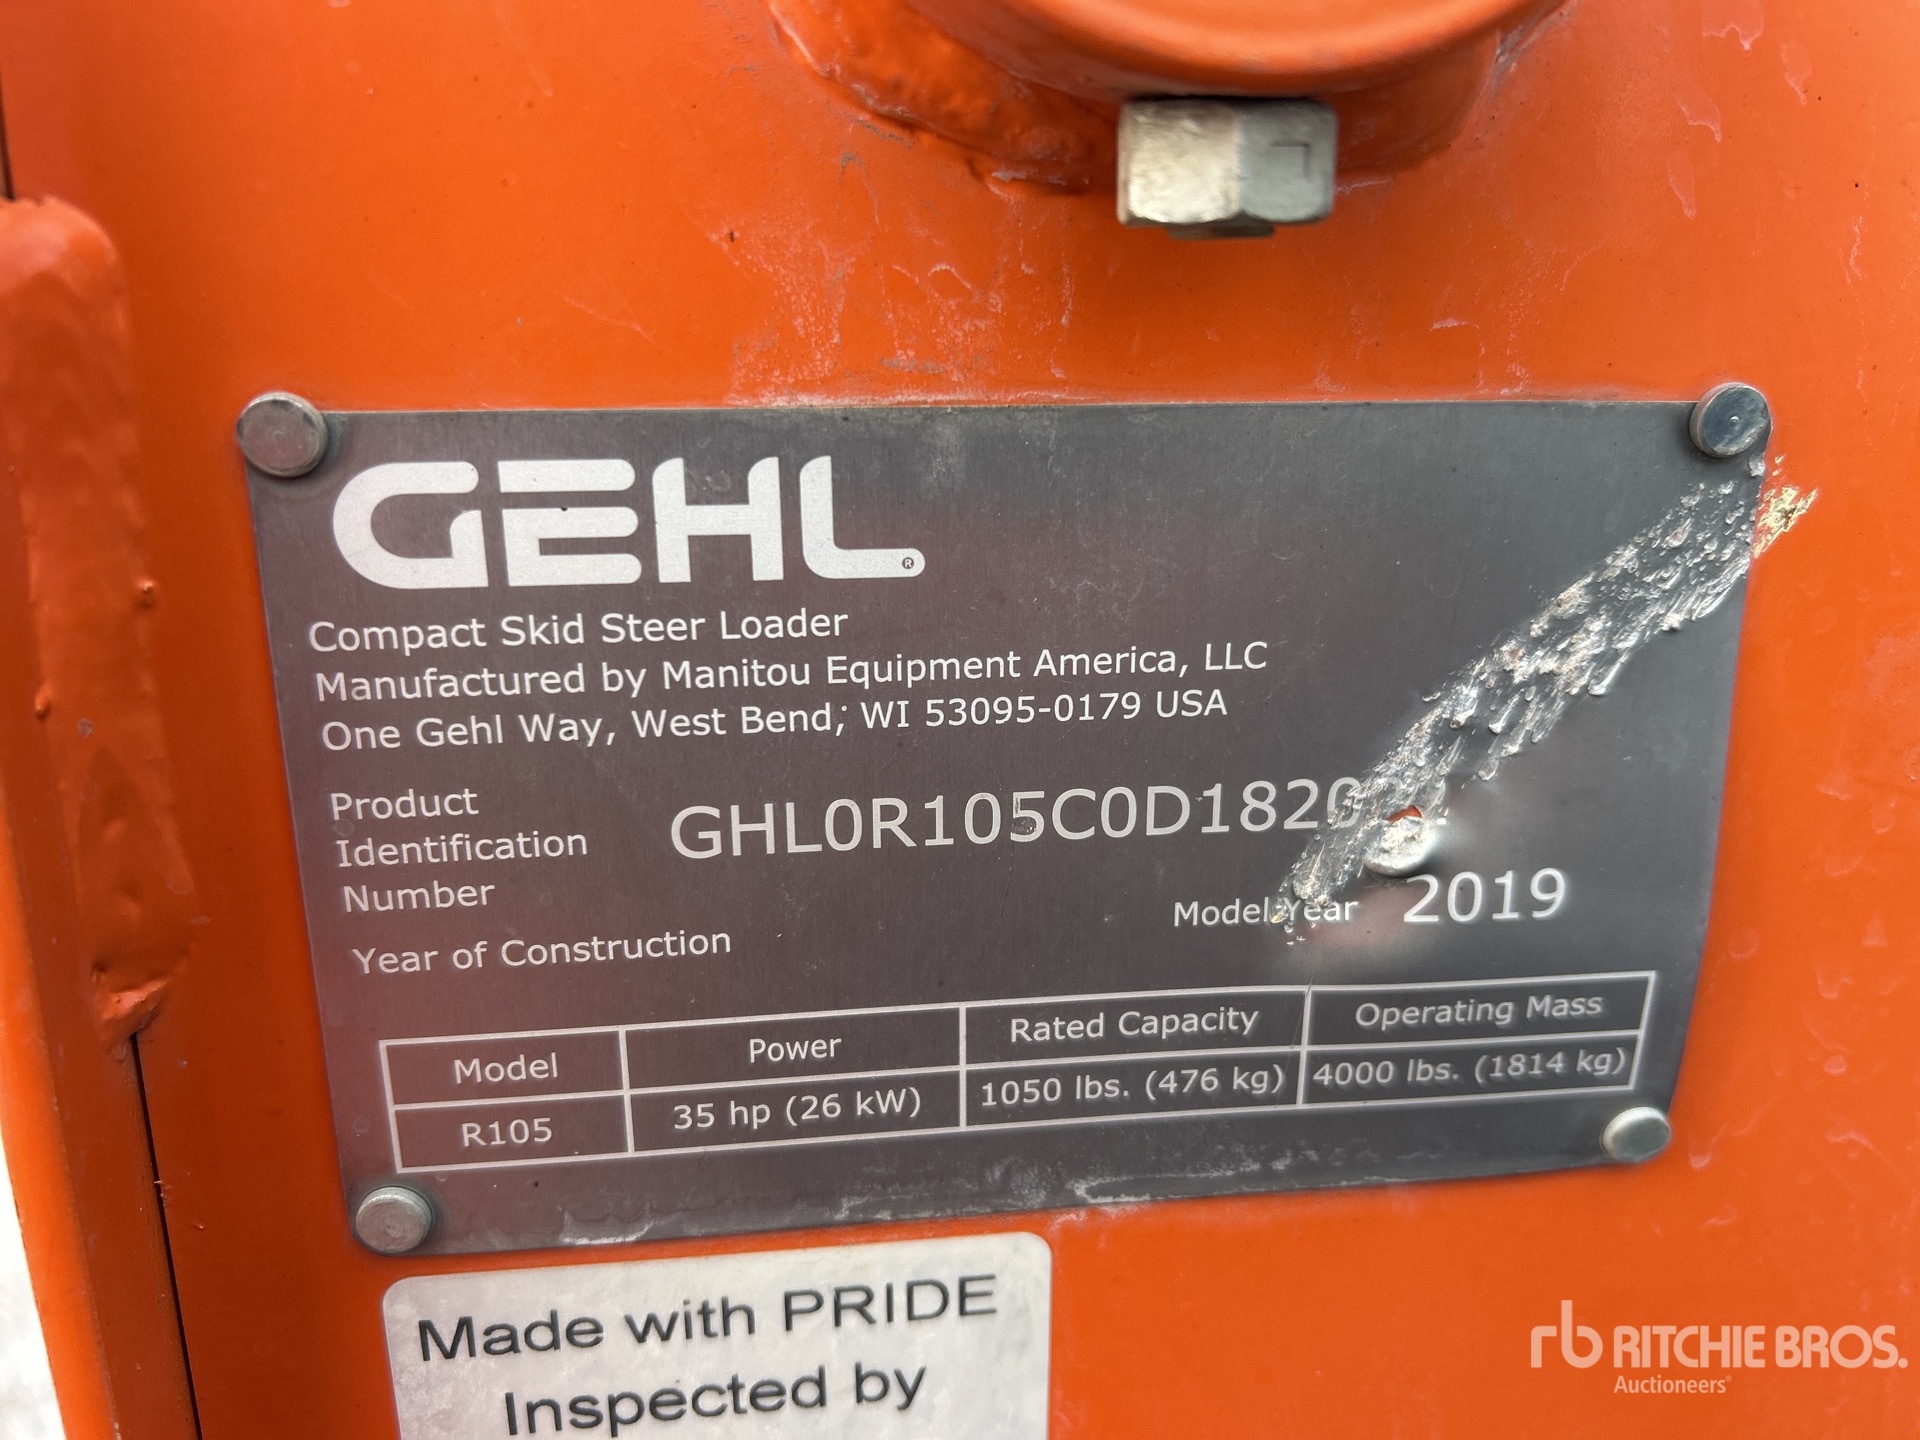 GEHL®
Compact Skid Steer Loader
Manufactured by Manitou Equipment America, LLC
One Gehl Way, West Bend, WI 53095-0179 USA
Product
Identification
Number
Model Year 2019
Year of Construction
Model Power Rated Capacity Operating Mass
R105 35 hp (26 kW) 1050 lbs. (476 kg) 4000 lbs. (1814 kg)
Made with PRIDE
Inspected by
rb RITCHIE BROS.
Auctioneers